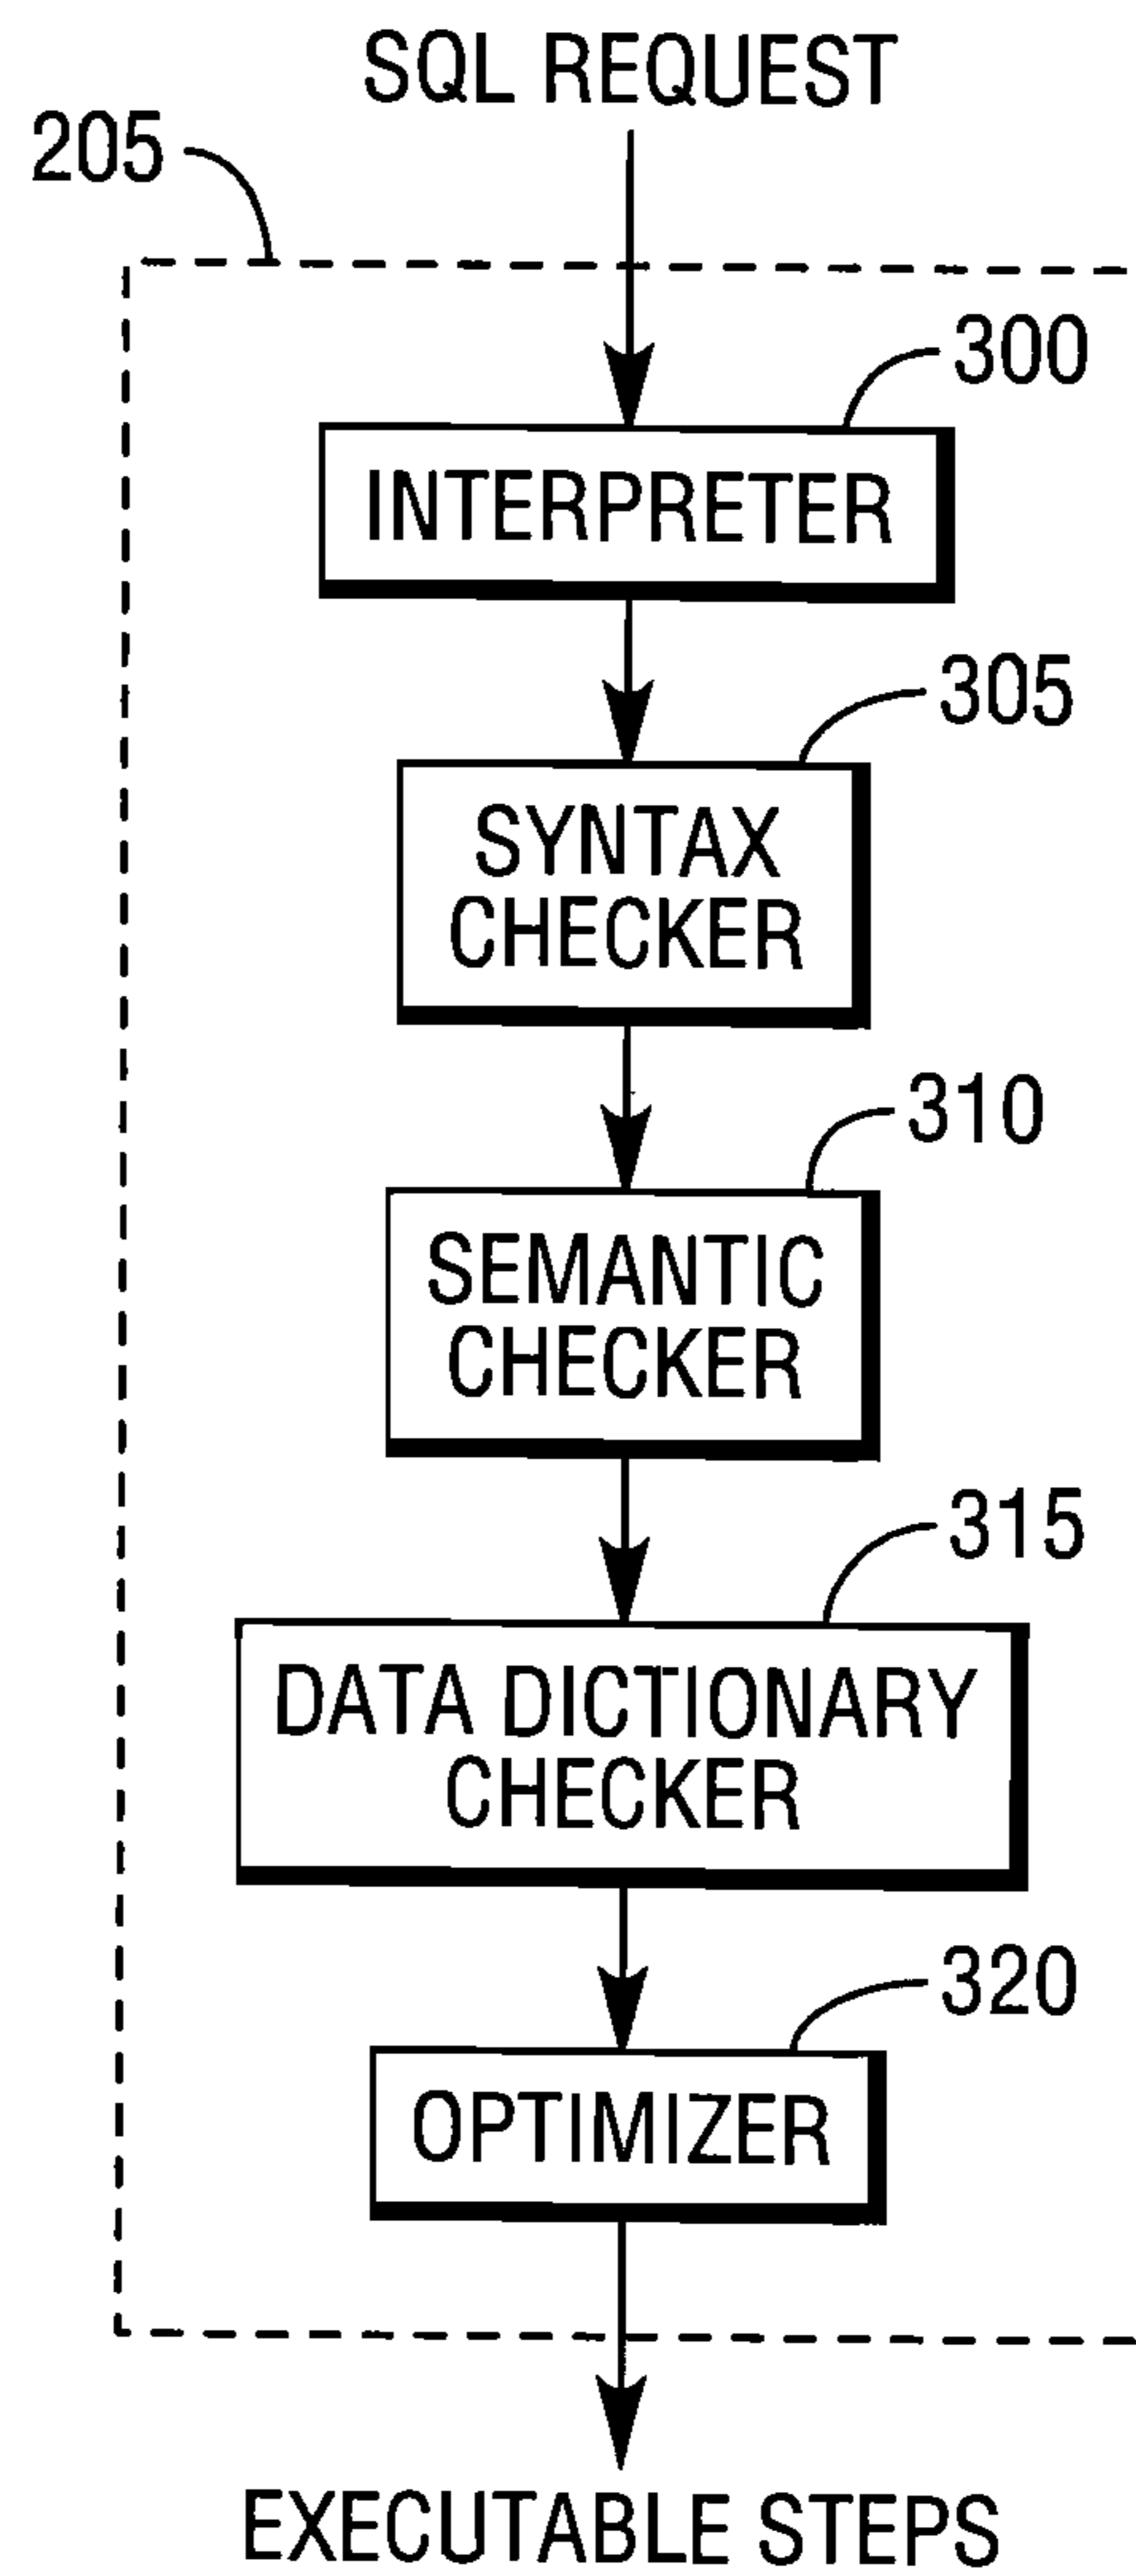 SQL REQUEST
205
300
INTERPRETER
305
SYNTAX
CHECKER
310
SEMANTIC
CHECKER
315
DATA DICTIONARY
CHECKER
320
OPTIMIZER
EXECUTABLE STEPS